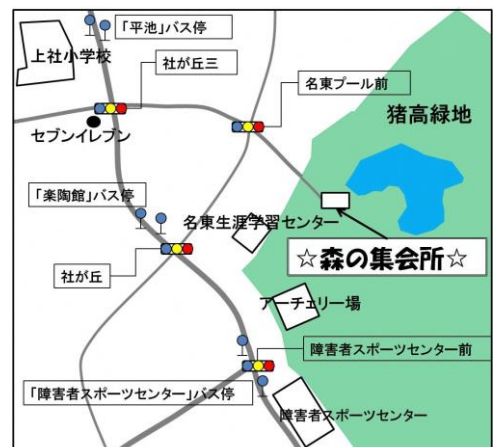 「平池」バス停
上社小学校
社が丘三
名東プール前
猪高緑地
セブンイレブン
「楽陶館」バス停
名東生涯学習センター
☆森の集会所☆
社が丘
アーチェリー場
障害者スポーツセンター前
「障害者スポーツセンター」バス停
障害者スポーツセンター